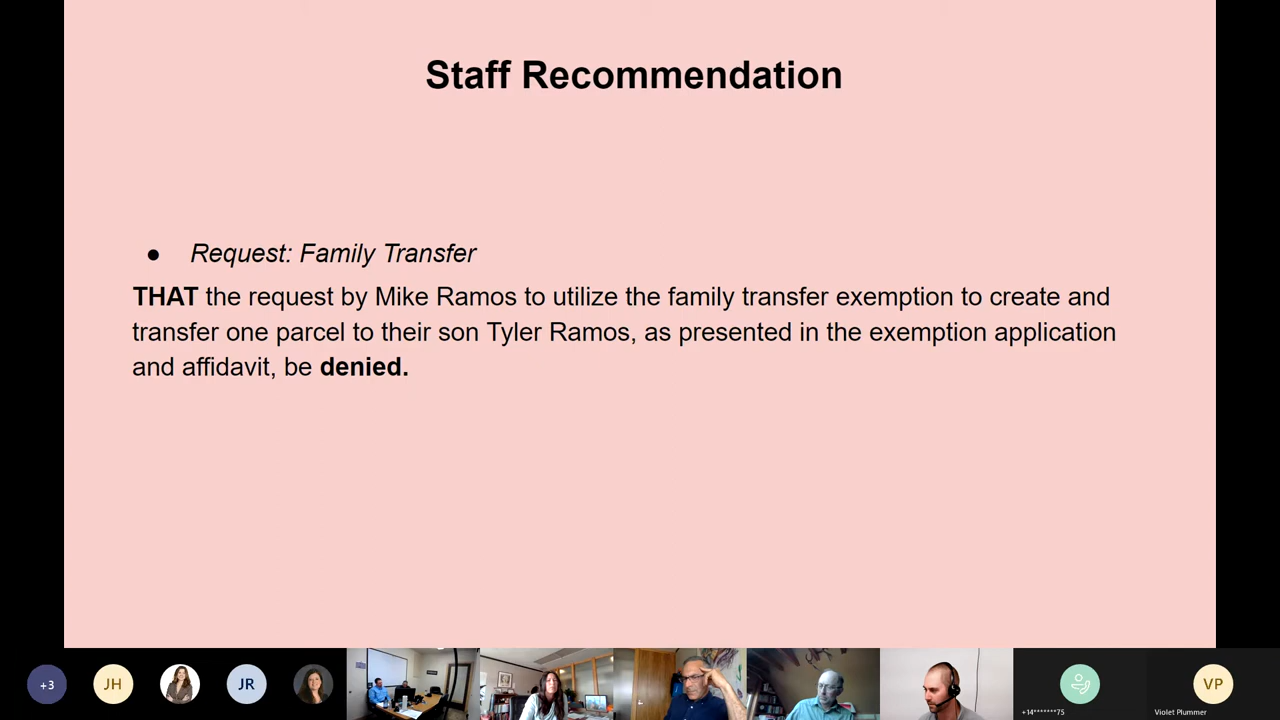 Staff Recommendation
● Request: Family Transfer
THAT the request by Mike Ramos to utilize the family transfer exemption to create and
transfer one parcel to their son Tyler Ramos, as presented in the exemption application
and affidavit, be denied.
+3
JH
JR
+14*******75
VP
Violet Plummer